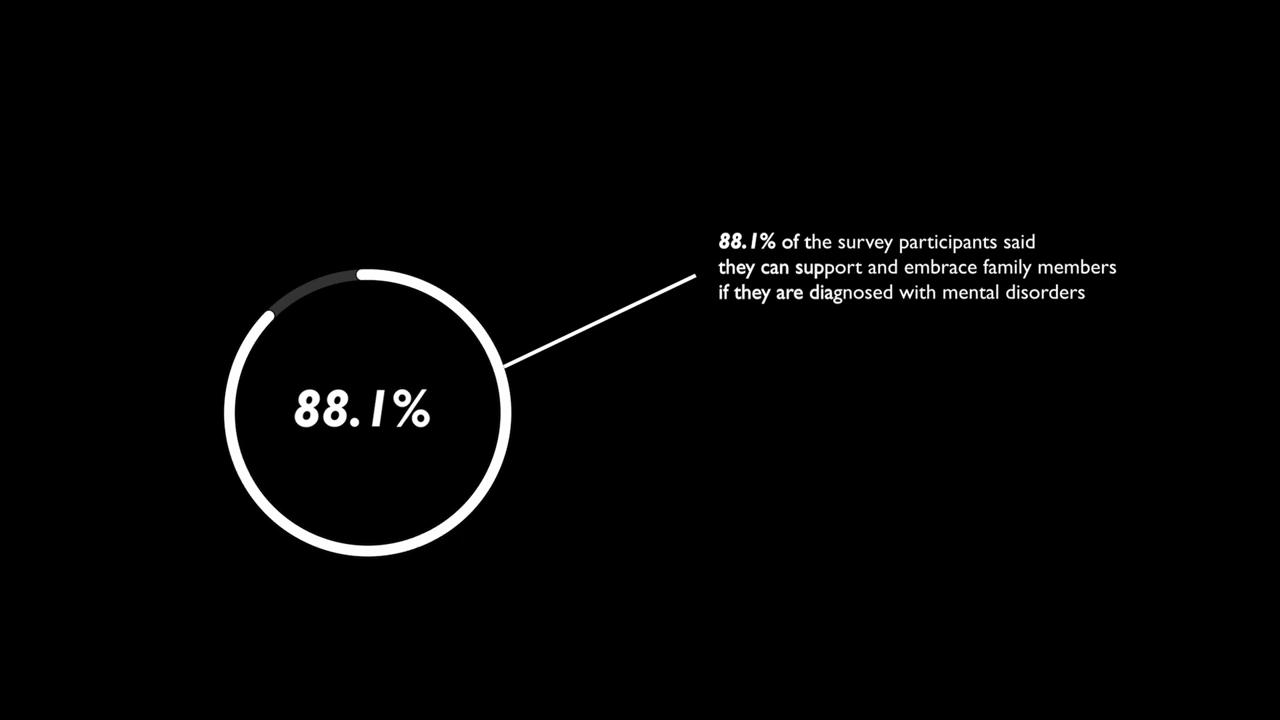 88.1%
88.1% of the survey participants said
they can support and embrace family members
if they are diagnosed with mental disorders